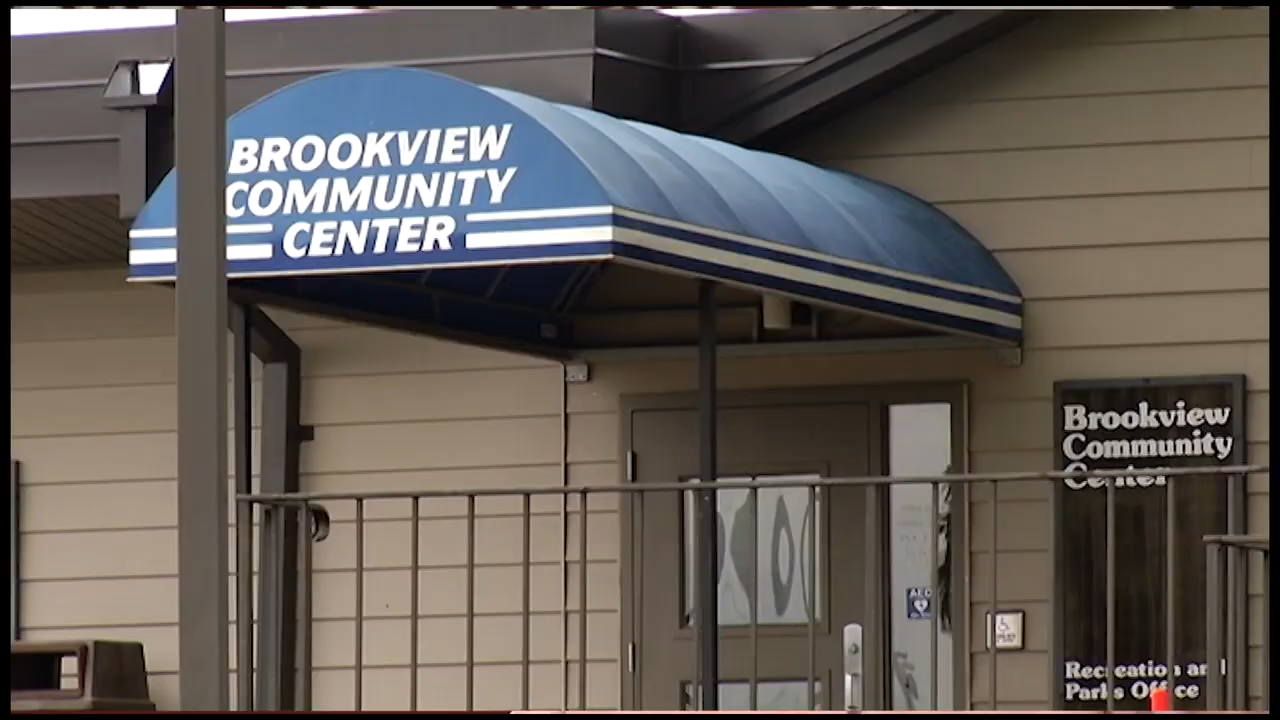 BROOKVIEW
COMMUNITY
CENTER
Brookview
Community
Center
AED
Recreation and
Parks Office